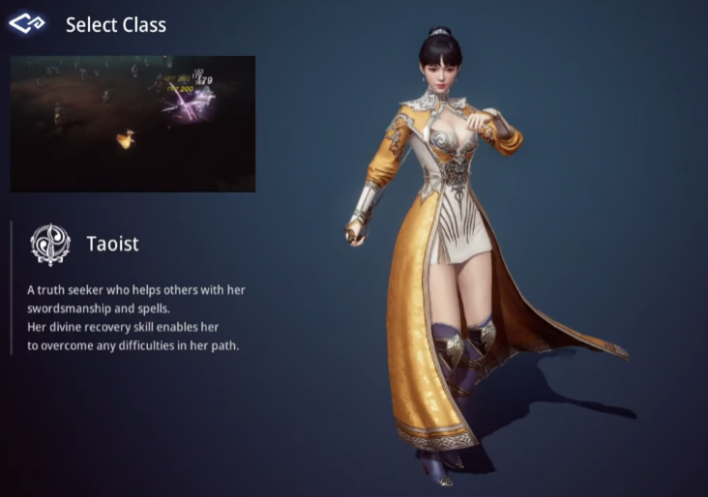 Select Class
Taoist
A truth seeker who helps others with her
swordsmanship and spells.
Her divine recovery skill enables her
to overcome any difficulties in her path.